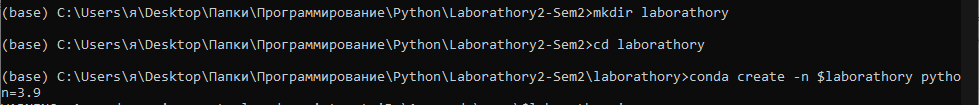 (base) C:\Users\я\Desktop\Папки\Программирование\Python\Laborathory2-Sem2>mkdir laborathory
(base) C:\Users\я\Desktop\Папки\Программирование\Python\Laborathory2-Sem2>cd laborathory
(base) C:\Users\я\Desktop\Папки\Программирование\Python\Laborathory2-Sem2\laborathory>conda create -n $laborathory pytho
n=3.9